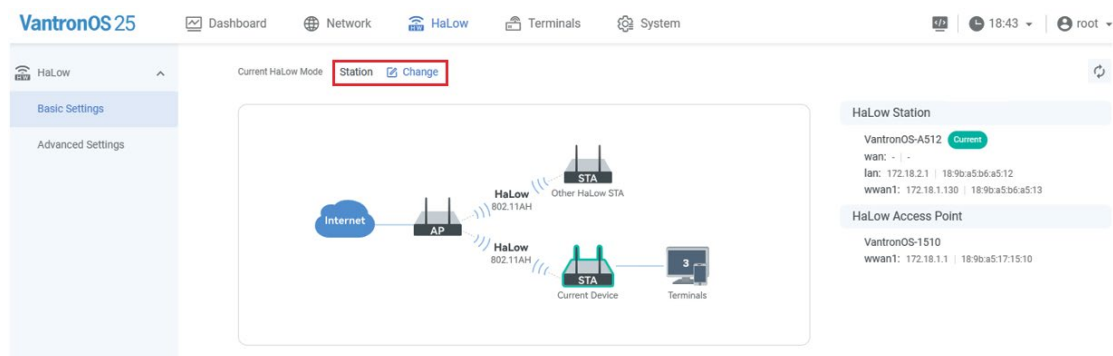 VantronOS 25
Dashboard
Network
HaLow
Terminals
System
18:43
root
HaLow
Basic Settings
Advanced Settings
Current HaLow Mode Station Change
Internet
AP
HaLow
802.11AH
STA
Other HaLow STA
HaLow
802.11AH
STA
Current Device
3
Terminals
HaLow Station
VantronOS-A512 Current
wan: - | -
lan: 172.18.2.1 | 18:9b:a5:b6:a5:12
wwan1: 172.18.1.130 | 18:9b:a5:b6:a5:13
HaLow Access Point
VantronOS-1510
wwan1: 172.18.1.1 | 18:9b:a5:17:15:10